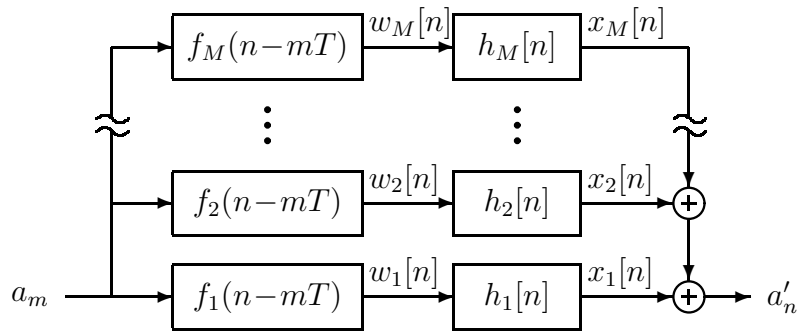 f_M(n−mT) w_M[n] h_M[n] x_M[n]
f_2(n−mT) w_2[n] h_2[n] x_2[n]
a_m f_1(n−mT) w_1[n] h_1[n] x_1[n] a'_n